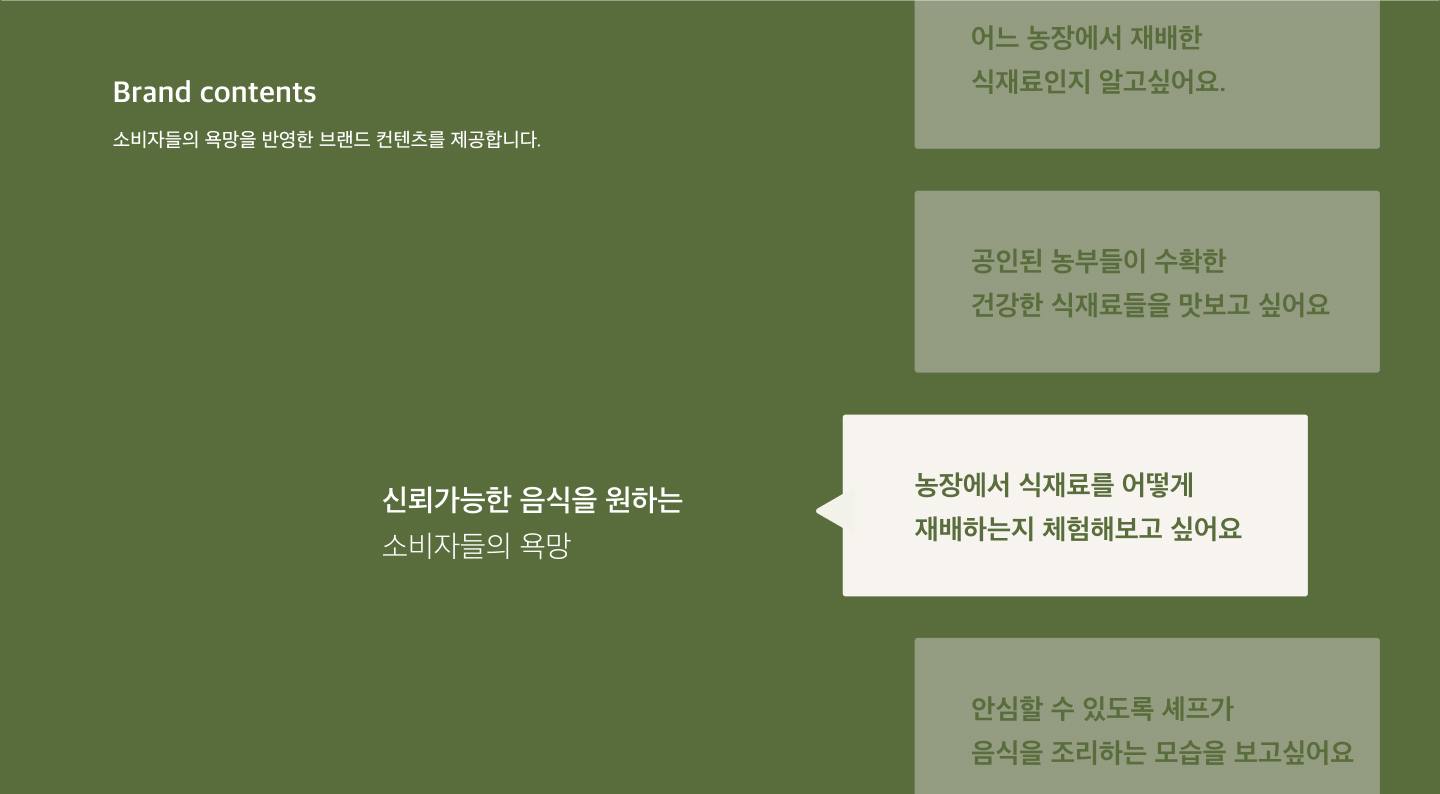 Brand contents
소비자들의 욕망을 반영한 브랜드 컨텐츠를 제공합니다.
어느 농장에서 재배한
식재료인지 알고싶어요.
공인된 농부들이 수확한
건강한 식재료들을 맛보고 싶어요
신뢰가능한 음식을 원하는
소비자들의 욕망
농장에서 식재료를 어떻게
재배하는지 체험해보고 싶어요
안심할 수 있도록 셰프가
음식을 조리하는 모습을 보고싶어요